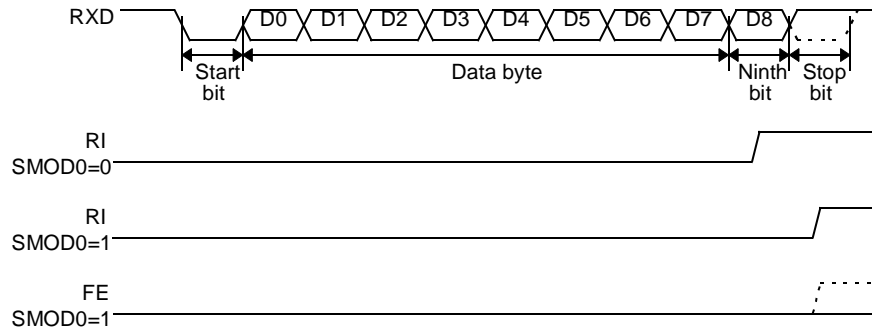 RXD D0 D1 D2 D3 D4 D5 D6 D7 D8
Start bit
Data byte
Ninth bit
Stop bit
RI
SMOD0=0
RI
SMOD0=1
FE
SMOD0=1